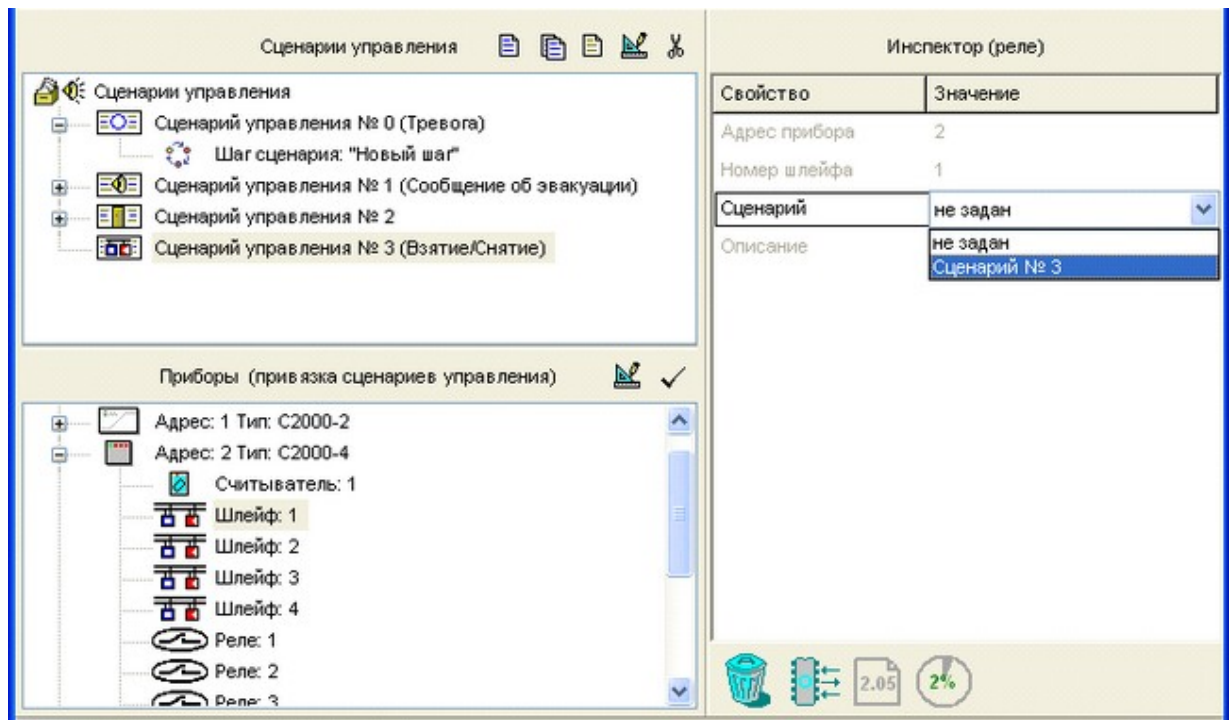 Сценарии управления
Сценарии управления
Сценарий управления № 0 (Тревога)
Шаг сценария: "Новый шаг"
Сценарий управления № 1 (Сообщение об эвакуации)
Сценарий управления № 2
Сценарий управления № 3 (Взятие/Снятие)
Приборы (привязка сценариев управления)
Адрес: 1 Тип: С2000-2
Адрес: 2 Тип: С2000-4
Считыватель: 1
Шлейф: 1
Шлейф: 2
Шлейф: 3
Шлейф: 4
Реле: 1
Реле: 2
Реле: 3
Инспектор (реле)
Свойство Значение
Адрес прибора 2
Номер шлейфа 1
Сценарий не задан
Описание не задан
Сценарий № 3
2.05 2%